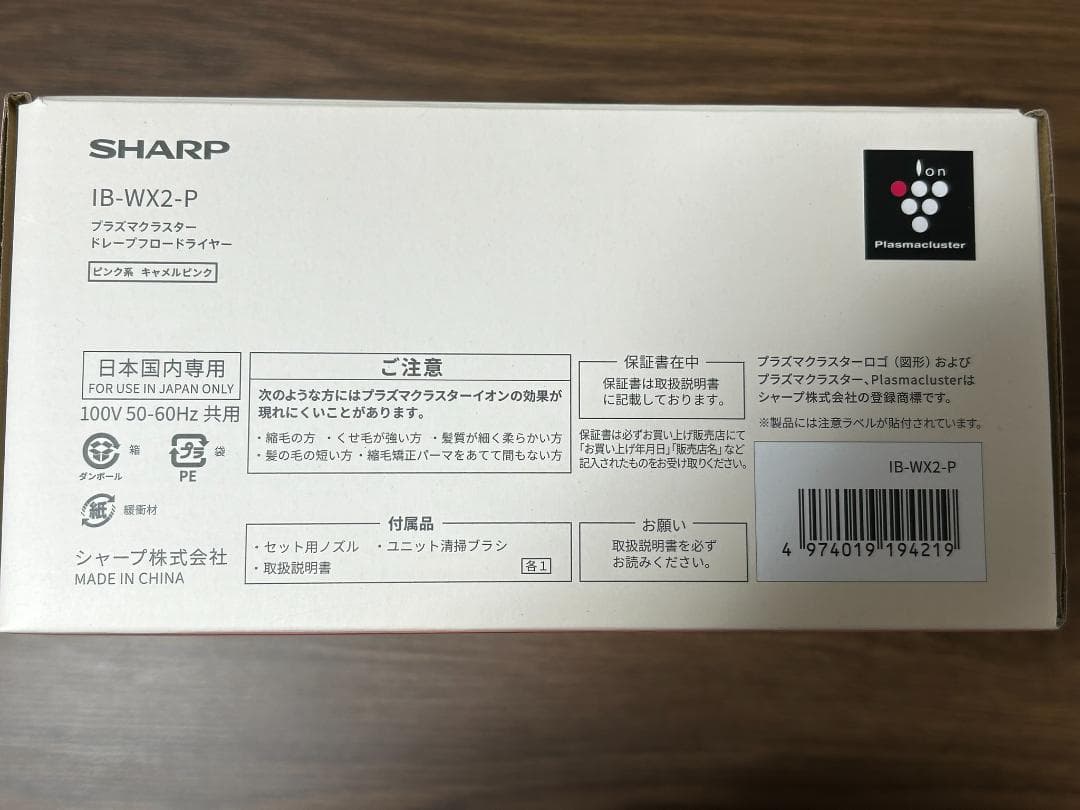 SHARP
IB-WX2-P
プラズマクラスター
ドレープフロードライヤー
ピンク系 キャメルピンク
Ion
Plasmacluster
日本国内専用
FOR USE IN JAPAN ONLY
100V 50-60Hz 共用
箱
ダンボール
プラ
袋
PE
紙
緩衝材
シャープ株式会社
MADE IN CHINA
ご注意
次のような方にはプラズマクラスターイオンの効果が
現れにくいことがあります。
・縮毛の方 ・くせ毛が強い方 ・髪質が細く柔らかい方
・髪の毛の短い方 ・縮毛矯正パーマをあてて間もない方
付属品
・セット用ノズル ・ユニット清掃ブラシ
・取扱説明書
各1
保証書在中
保証書は取扱説明書
に記載しております。
保証書は必ずお買い上げ販売店にて
「お買い上げ年月日」「販売店名」など
記入されたものをお受け取りください。
お願い
取扱説明書を必ず
お読みください。
プラズマクラスターロゴ（図形）および
プラズマクラスター、Plasmaclusterは
シャープ株式会社の登録商標です。
※製品には注意ラベルが貼付されています。
IB-WX2-P
4 974019 194219